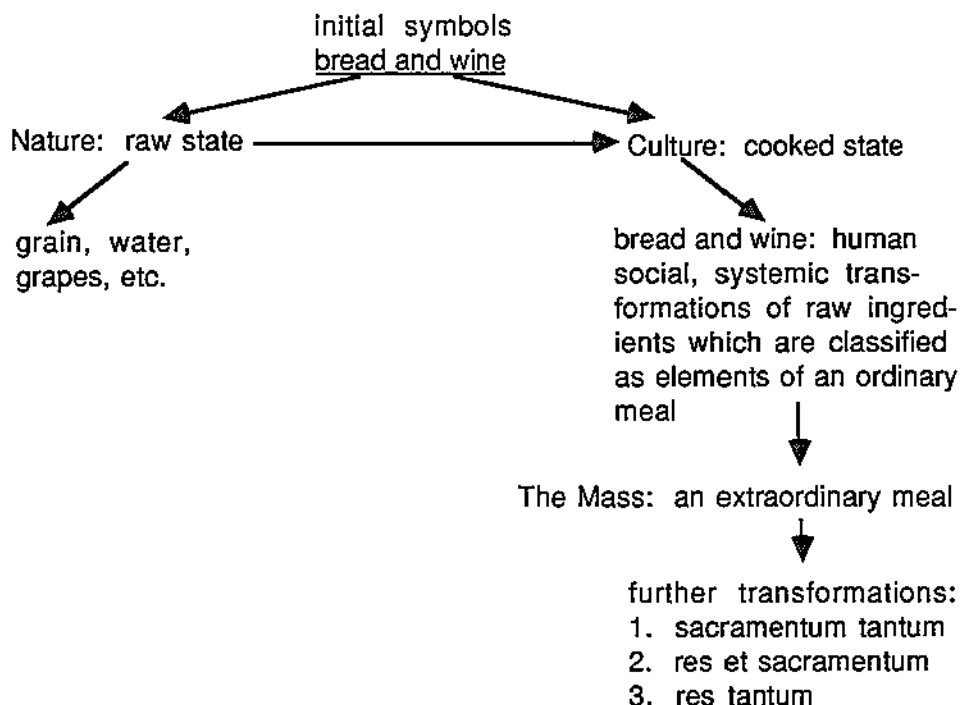 initial symbols
bread and wine
Nature: raw state
Culture: cooked state
grain, water,
grapes, etc.
bread and wine: human
social, systemic trans-
formations of raw ingred-
ients which are classified
as elements of an ordinary
meal
The Mass: an extraordinary meal
further transformations:
1. sacramentum tantum
2. res et sacramentum
3. res tantum